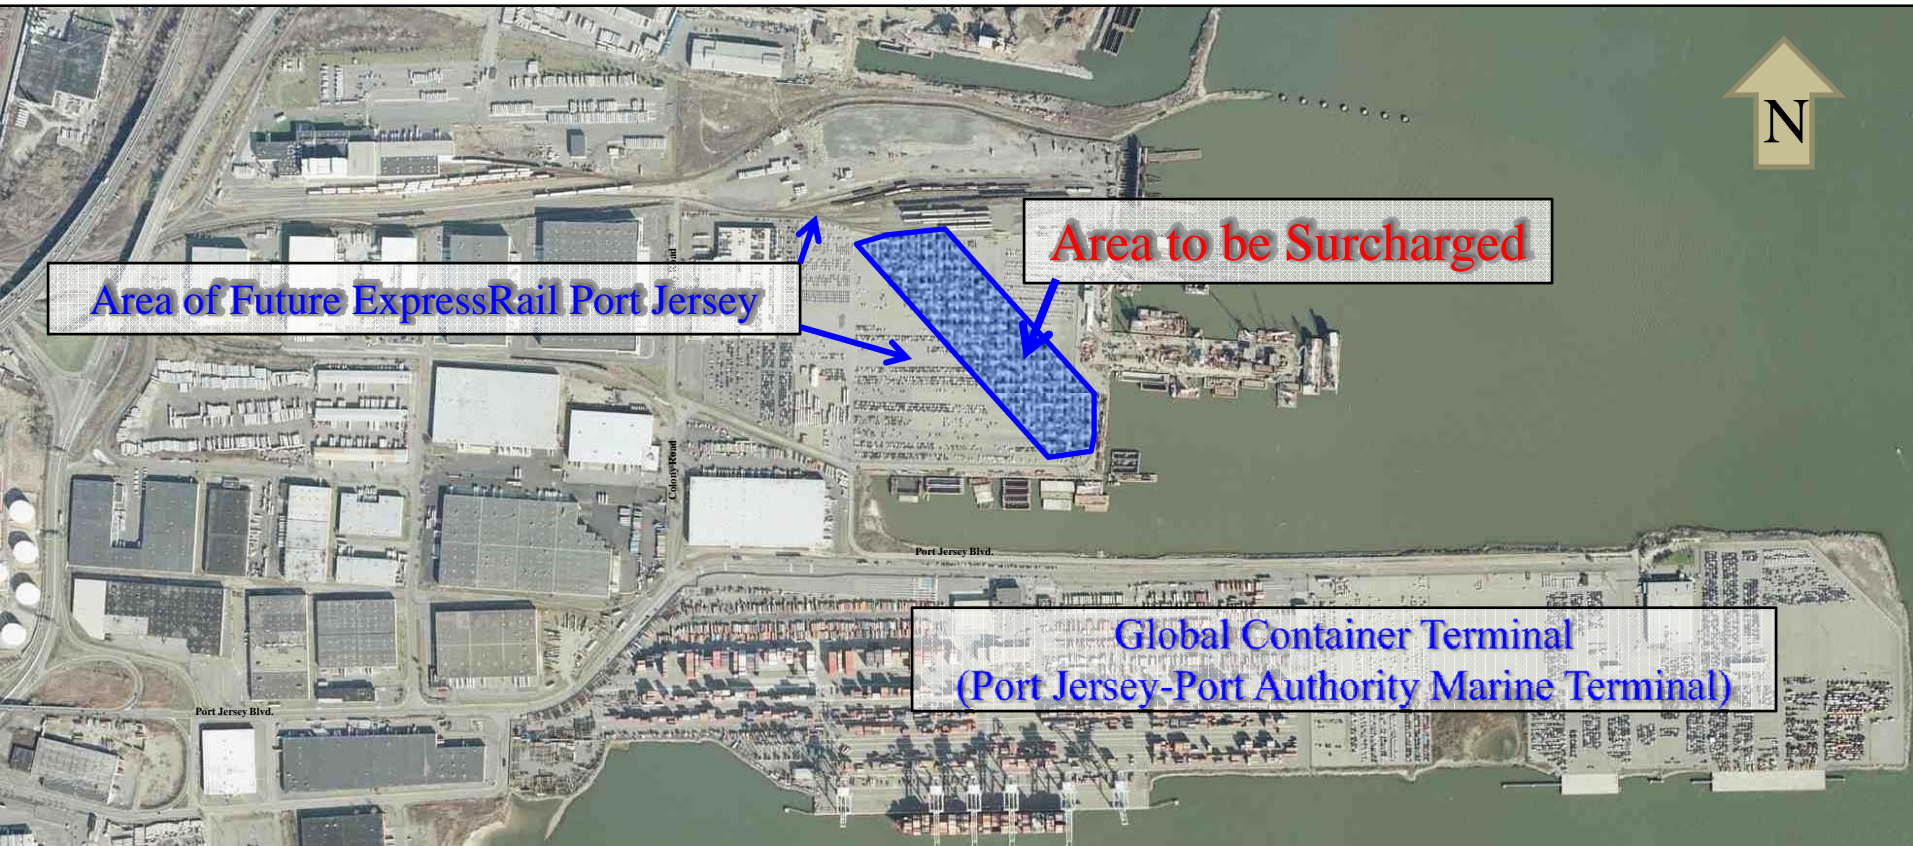 N
Area to be Surcharged
Road
Area of Future ExpressRail Port Jersey
Colony Road
Port Jersey Blvd.
Global Container Terminal
(Port Jersey-Port Authority Marine Terminal)
Port Jersey Blvd.